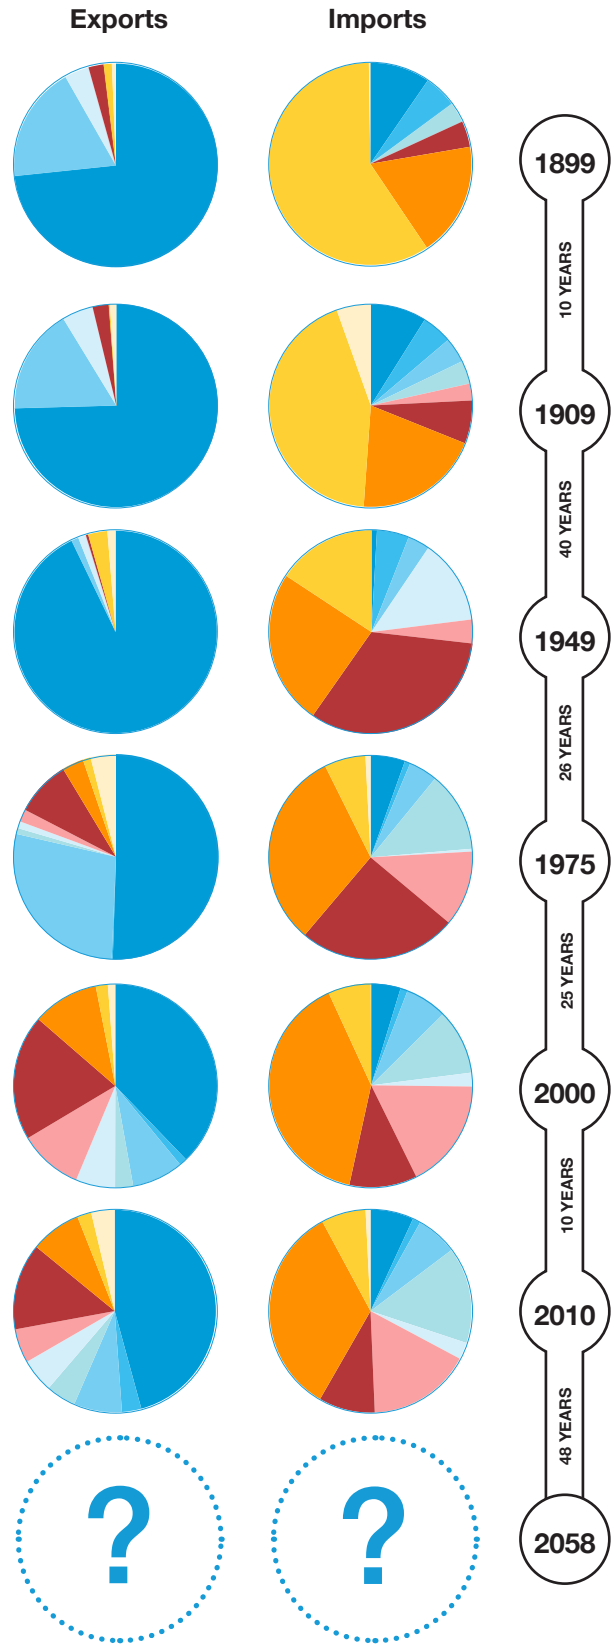 Exports Imports
1899
10 YEARS
1909
40 YEARS
1949
26 YEARS
1975
25 YEARS
2000
10 YEARS
2010
48 YEARS
? ?
2058